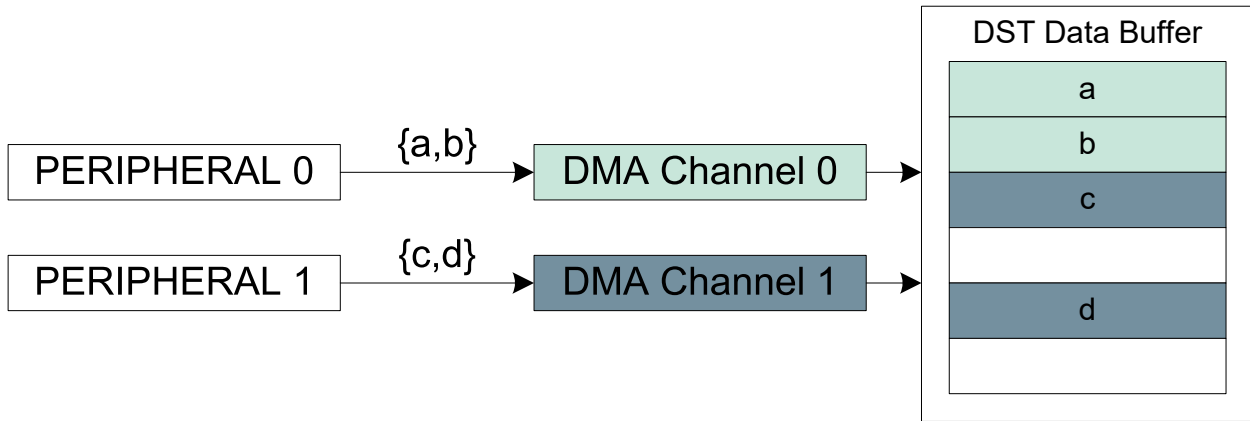 DST Data Buffer
a
b
c
d
PERIPHERAL 0
{a,b}
DMA Channel 0
PERIPHERAL 1
{c,d}
DMA Channel 1